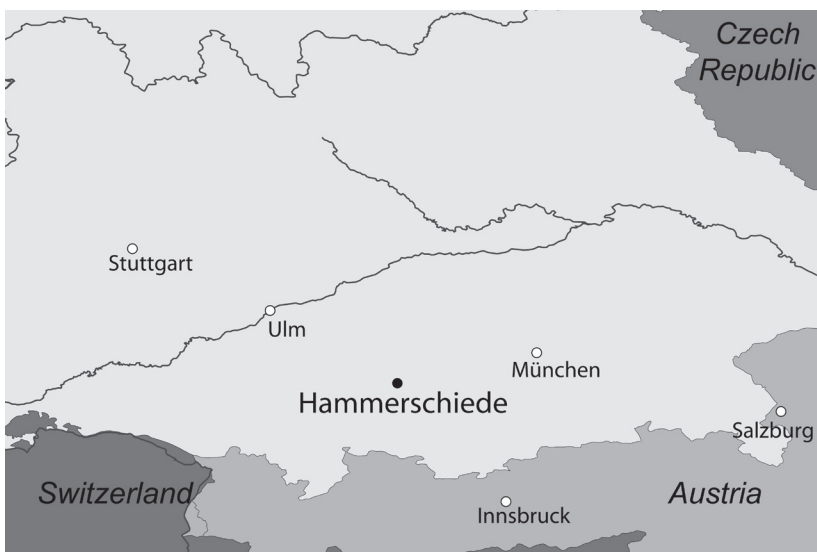 Czech
Republic
Stuttgart
Ulm
München
Hammerschiede
Salzburg
Switzerland
Austria
Innsbruck